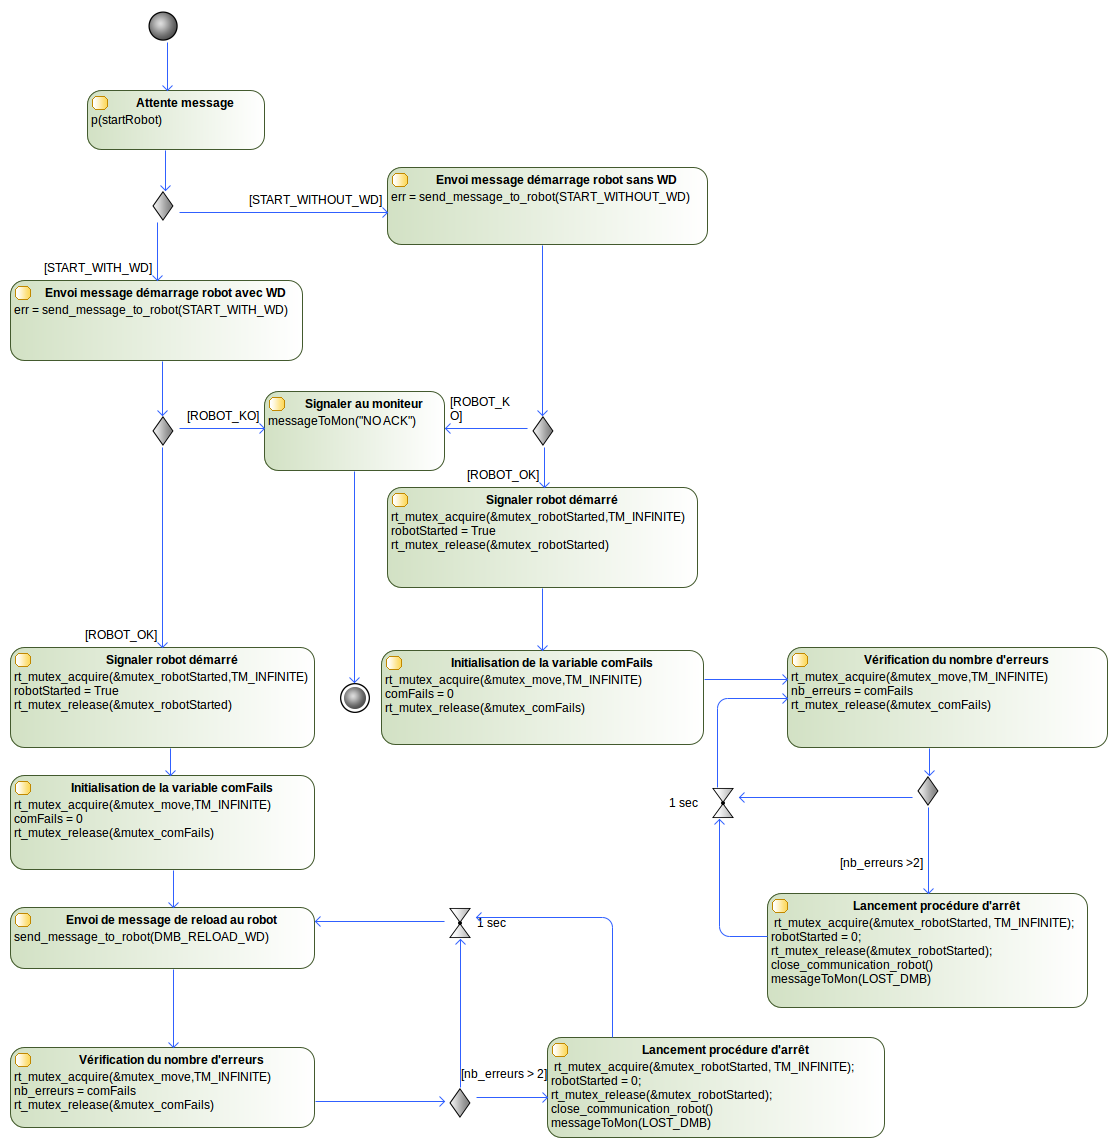 Attente message
p(startRobot)
[START_WITHOUT_WD]
Envoi message démarrage robot sans WD
err = send_message_to_robot(START_WITHOUT_WD)
[START_WITH_WD]
Envoi message démarrage robot avec WD
err = send_message_to_robot(START_WITH_WD)
[ROBOT_KO]
Signaler au moniteur
messageToMon("NO ACK")
[ROBOT_K
O]
[ROBOT_OK]
Signaler robot démarré
rt_mutex_acquire(&mutex_robotStarted,TM_INFINITE)
robotStarted = True
rt_mutex_release(&mutex_robotStarted)
[ROBOT_OK]
Signaler robot démarré
rt_mutex_acquire(&mutex_robotStarted,TM_INFINITE)
robotStarted = True
rt_mutex_release(&mutex_robotStarted)
Initialisation de la variable comFails
rt_mutex_acquire(&mutex_move,TM_INFINITE)
comFails = 0
rt_mutex_release(&mutex_comFails)
Vérification du nombre d'erreurs
rt_mutex_acquire(&mutex_move,TM_INFINITE)
nb_erreurs = comFails
rt_mutex_release(&mutex_comFails)
Initialisation de la variable comFails
rt_mutex_acquire(&mutex_move,TM_INFINITE)
comFails = 0
rt_mutex_release(&mutex_comFails)
1 sec
[nb_erreurs >2]
Lancement procédure d'arrêt
rt_mutex_acquire(&mutex_robotStarted, TM_INFINITE);
robotStarted = 0;
rt_mutex_release(&mutex_robotStarted);
close_communication_robot()
messageToMon(LOST_DMB)
Envoi de message de reload au robot
send_message_to_robot(DMB_RELOAD_WD)
1 sec
Vérification du nombre d'erreurs
rt_mutex_acquire(&mutex_move,TM_INFINITE)
nb_erreurs = comFails
rt_mutex_release(&mutex_comFails)
[nb_erreurs > 2]
Lancement procédure d'arrêt
rt_mutex_acquire(&mutex_robotStarted, TM_INFINITE);
robotStarted = 0;
rt_mutex_release(&mutex_robotStarted);
close_communication_robot()
messageToMon(LOST_DMB)